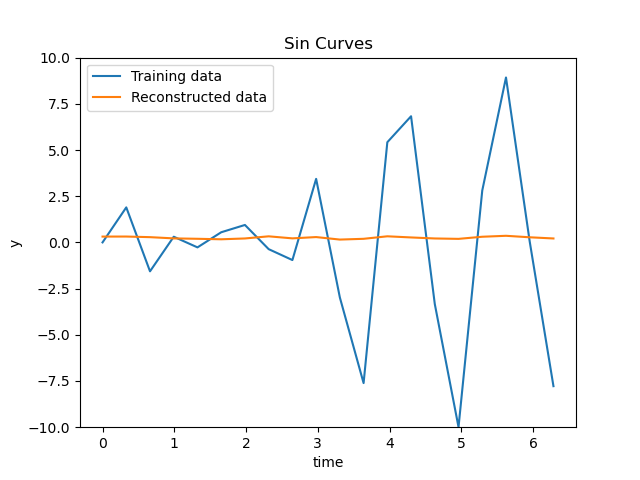 Sin Curves
Training data
Reconstructed data
10.0
7.5
5.0
2.5
0.0
−2.5
−5.0
−7.5
−10.0
y
0 1 2 3 4 5 6
time